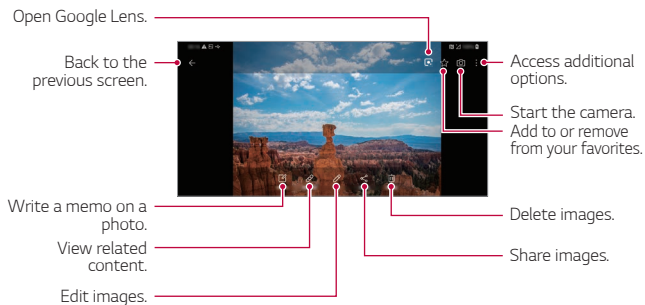 Open Google Lens.
Back to the
previous screen.
Access additional
options.
Start the camera.
Add to or remove
from your favorites.
Write a memo on a
photo.
View related
content.
Edit images.
Delete images.
Share images.